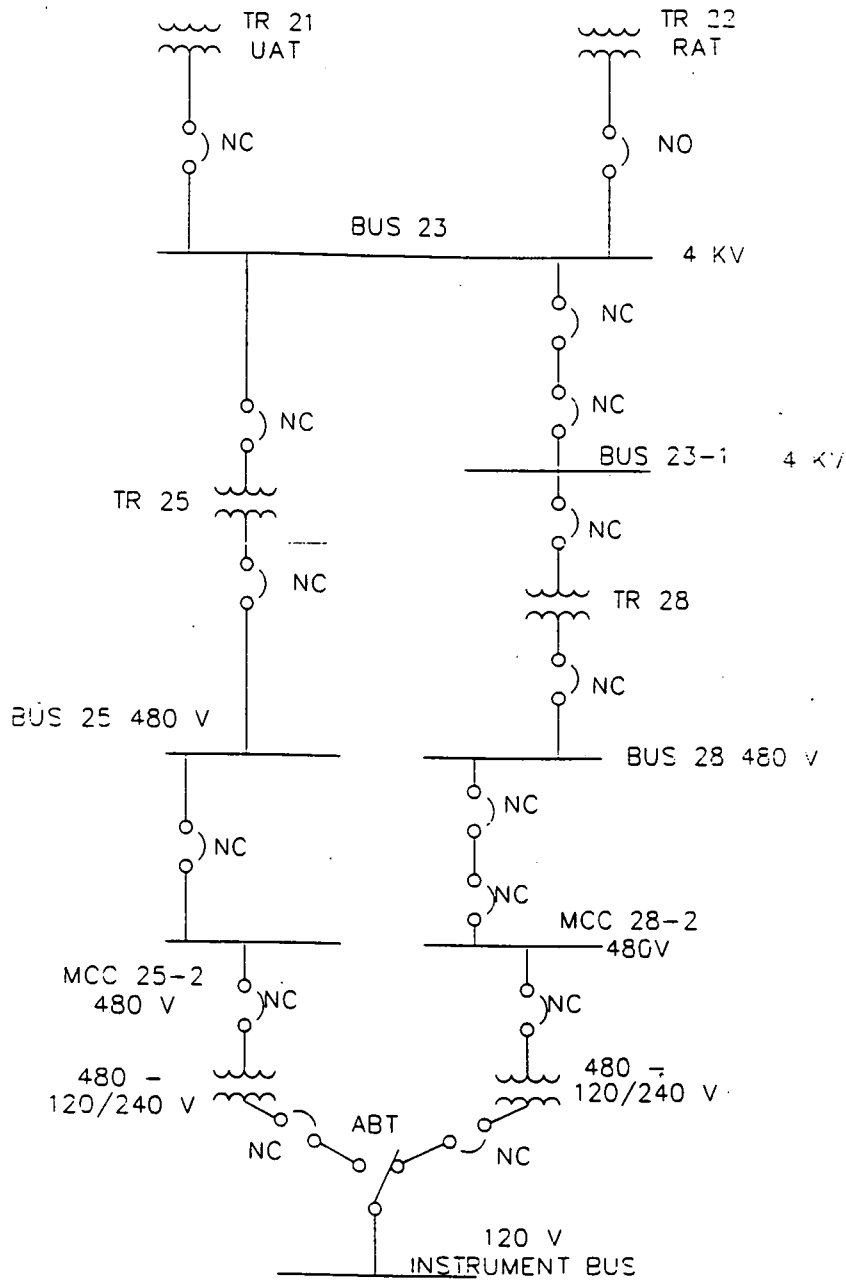 TR 21
UAT
TR 22
RAT
NC
NO
BUS 23
4 KV
NC
NC
NC
BUS 23-1 4 KV
TR 25
NC
NC
TR 28
NC
BUS 25 480 V
BUS 28 480 V
NC
NC
NC
MCC 28-2
480V
MCC 25-2
480 V
NC
NC
480 -
120/240 V
480 -
120/240 V
ABT
NC
NC
120 V
INSTRUMENT BUS